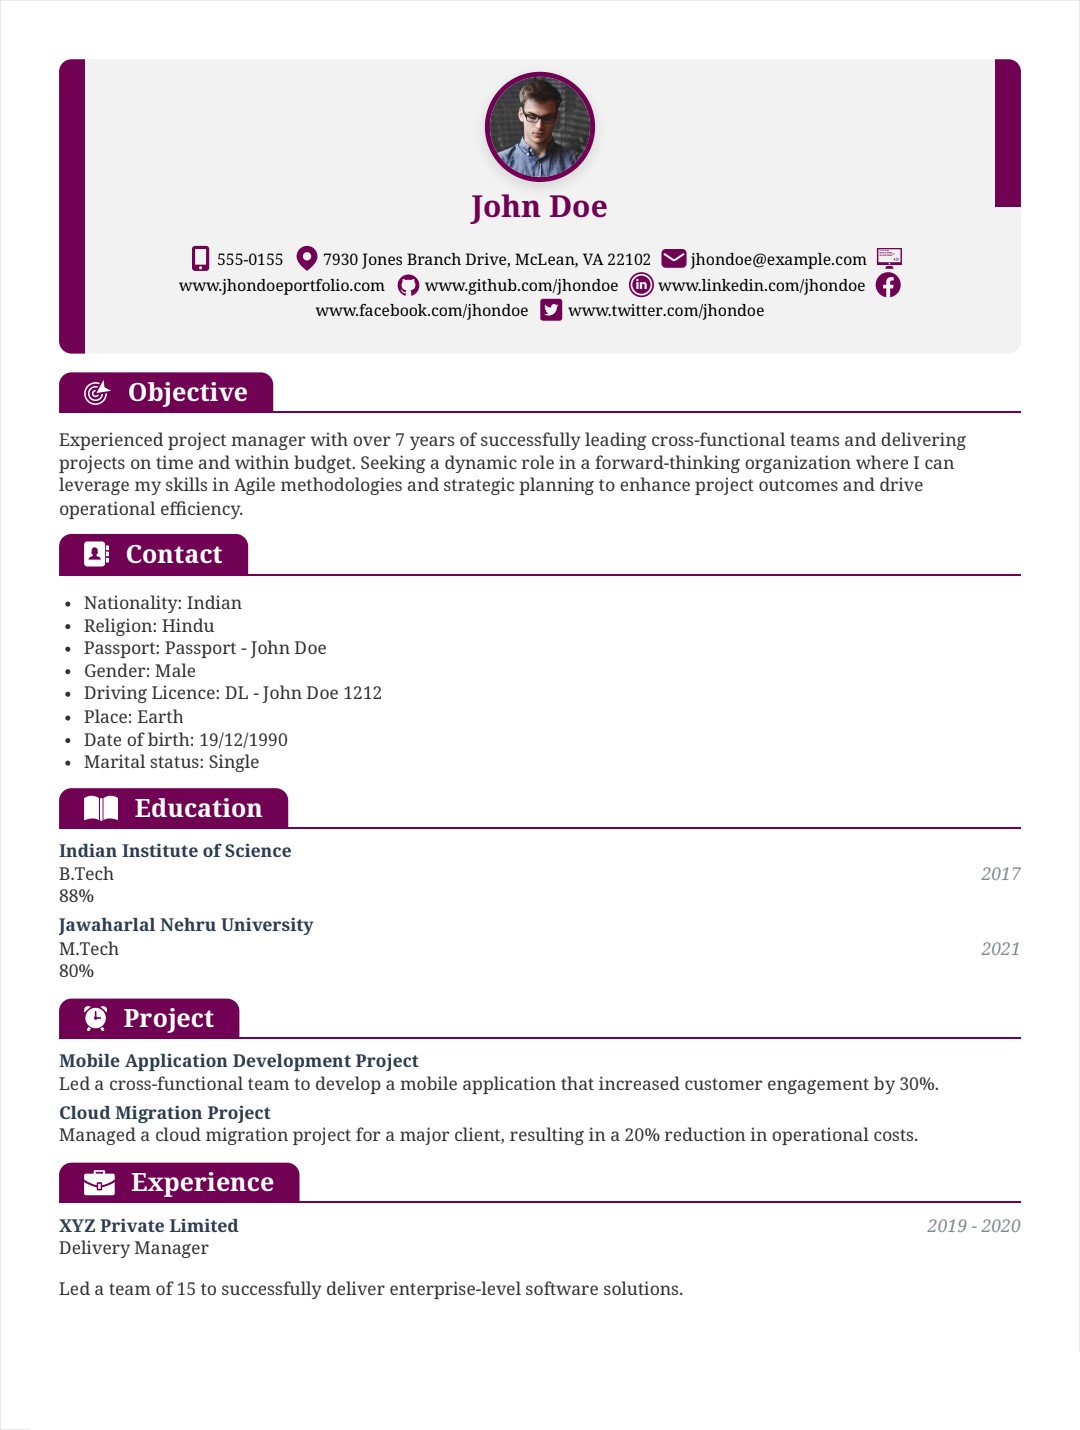 John Doe
555-0155 7930 Jones Branch Drive, McLean, VA 22102 jhondoe@example.com
www.jhondoeportfolio.com www.github.com/jhondoe www.linkedin.com/jhondoe
www.facebook.com/jhondoe www.twitter.com/jhondoe
Objective
Experienced project manager with over 7 years of successfully leading cross-functional teams and delivering
projects on time and within budget. Seeking a dynamic role in a forward-thinking organization where I can
leverage my skills in Agile methodologies and strategic planning to enhance project outcomes and drive
operational efficiency.
Contact
• Nationality: Indian
• Religion: Hindu
• Passport: Passport - John Doe
• Gender: Male
• Driving Licence: DL - John Doe 1212
• Place: Earth
• Date of birth: 19/12/1990
• Marital status: Single
Education
Indian Institute of Science
B.Tech 2017
88%
Jawaharlal Nehru University
M.Tech 2021
80%
Project
Mobile Application Development Project
Led a cross-functional team to develop a mobile application that increased customer engagement by 30%.
Cloud Migration Project
Managed a cloud migration project for a major client, resulting in a 20% reduction in operational costs.
Experience
XYZ Private Limited 2019 - 2020
Delivery Manager
Led a team of 15 to successfully deliver enterprise-level software solutions.